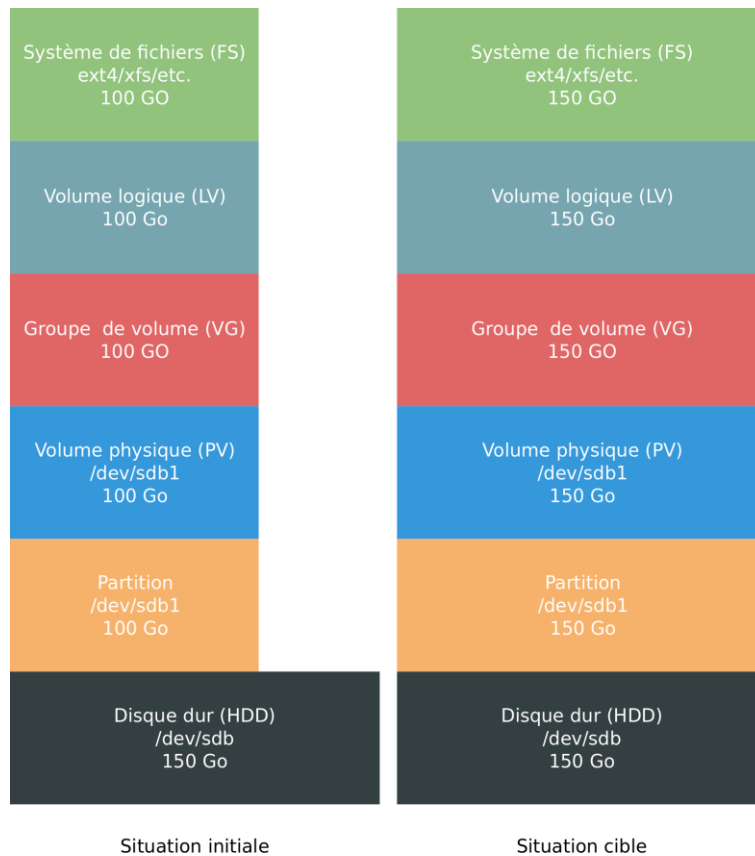 Système de fichiers (FS)
ext4/xfs/etc.
100 GO
Volume logique (LV)
100 Go
Groupe  de volume (VG)
100 GO
Volume physique (PV)
/dev/sdb1
100 Go
Partition
/dev/sdb1
100 Go
Disque dur (HDD)
/dev/sdb
150 Go
Situation initiale
Système de fichiers (FS)
ext4/xfs/etc.
150 GO
Volume logique (LV)
150 Go
Groupe  de volume (VG)
150 GO
Volume physique (PV)
/dev/sdb1
150 Go
Partition
/dev/sdb1
150 Go
Disque dur (HDD)
/dev/sdb
150 Go
Situation cible